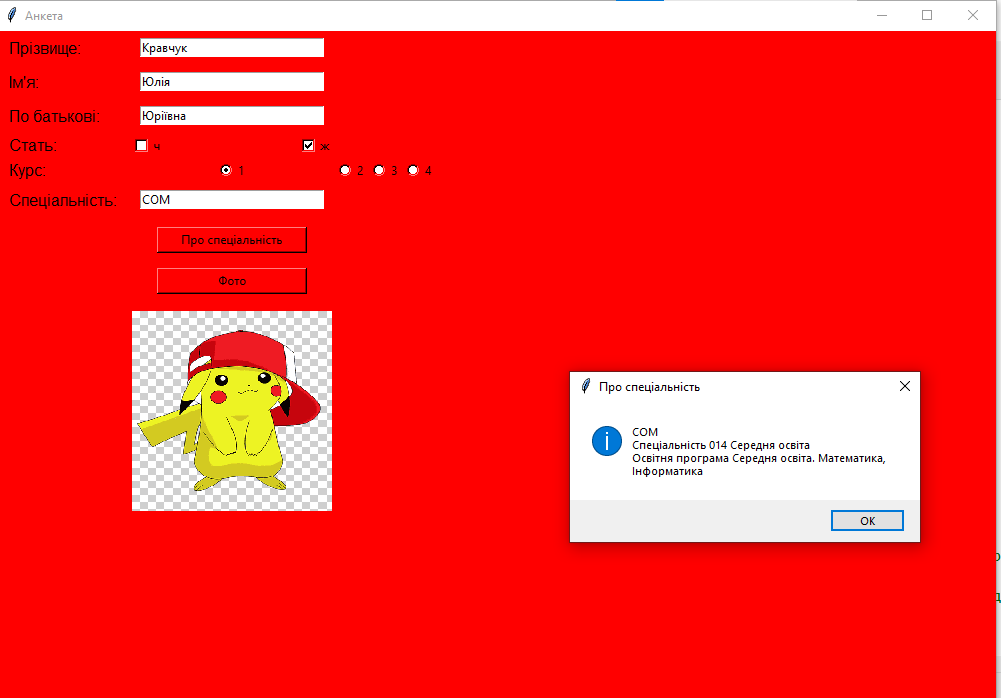 Анкета
Прізвище: Кравчук
Ім'я: Юлія
По батькові: Юріївна
Стать: ч ж
Курс: 1 2 3 4
Спеціальність: СОМ
Про спеціальність
Фото
Про спеціальність
СОМ
Спеціальність 014 Середня освіта
Освітня програма Середня освіта. Математика,
Інформатика
ОК